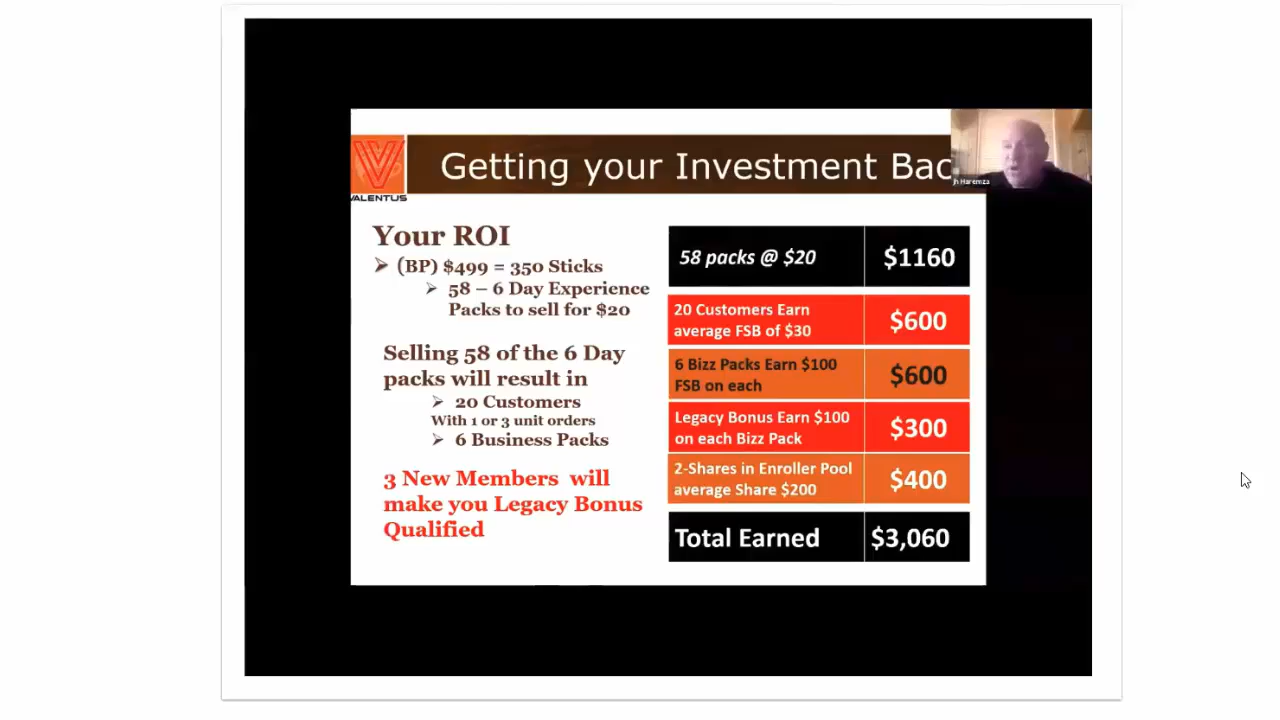 Getting your Investment Bac
VALENTUS
Your ROI
(BP) $499 = 350 Sticks
58 – 6 Day Experience
Packs to sell for $20
Selling 58 of the 6 Day
packs will result in
20 Customers
With 1 or 3 unit orders
6 Business Packs
3 New Members will
make you Legacy Bonus
Qualified
58 packs @ $20 $1160
20 Customers Earn
average FSB of $30 $600
6 Bizz Packs Earn $100
FSB on each $600
Legacy Bonus Earn $100
on each Bizz Pack $300
2-Shares in Enroller Pool
average Share $200 $400
Total Earned $3,060